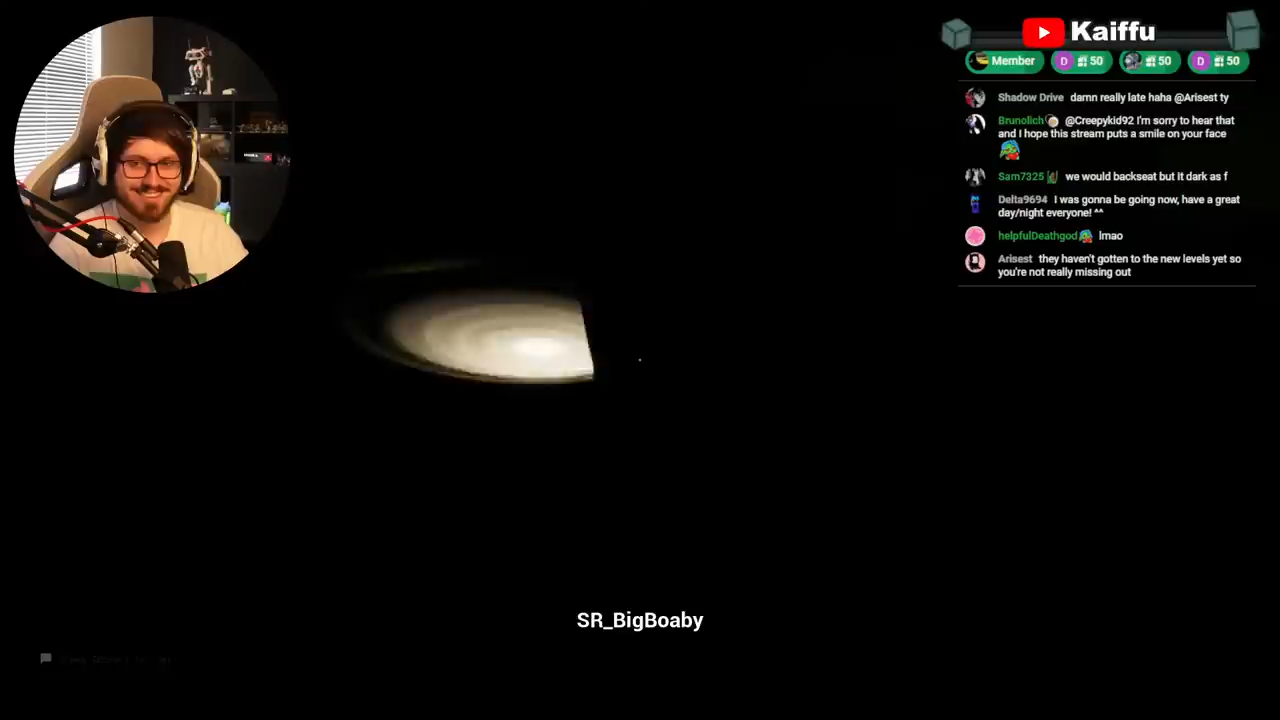 Kaiffu
Member
D 50
50
D 50
Shadow Drive damn really late haha @Arisest ty
Brunolich @Creepykid92 I'm sorry to hear that
and I hope this stream puts a smile on your face
Sam7325 we would backseat but it dark as f
Delta9694 I was gonna be going now, have a great
day/night everyone! ^^
helpfulDeathgod lmao
Arisest they haven't gotten to the new levels yet so
you're not really missing out
SR_BigBoaby